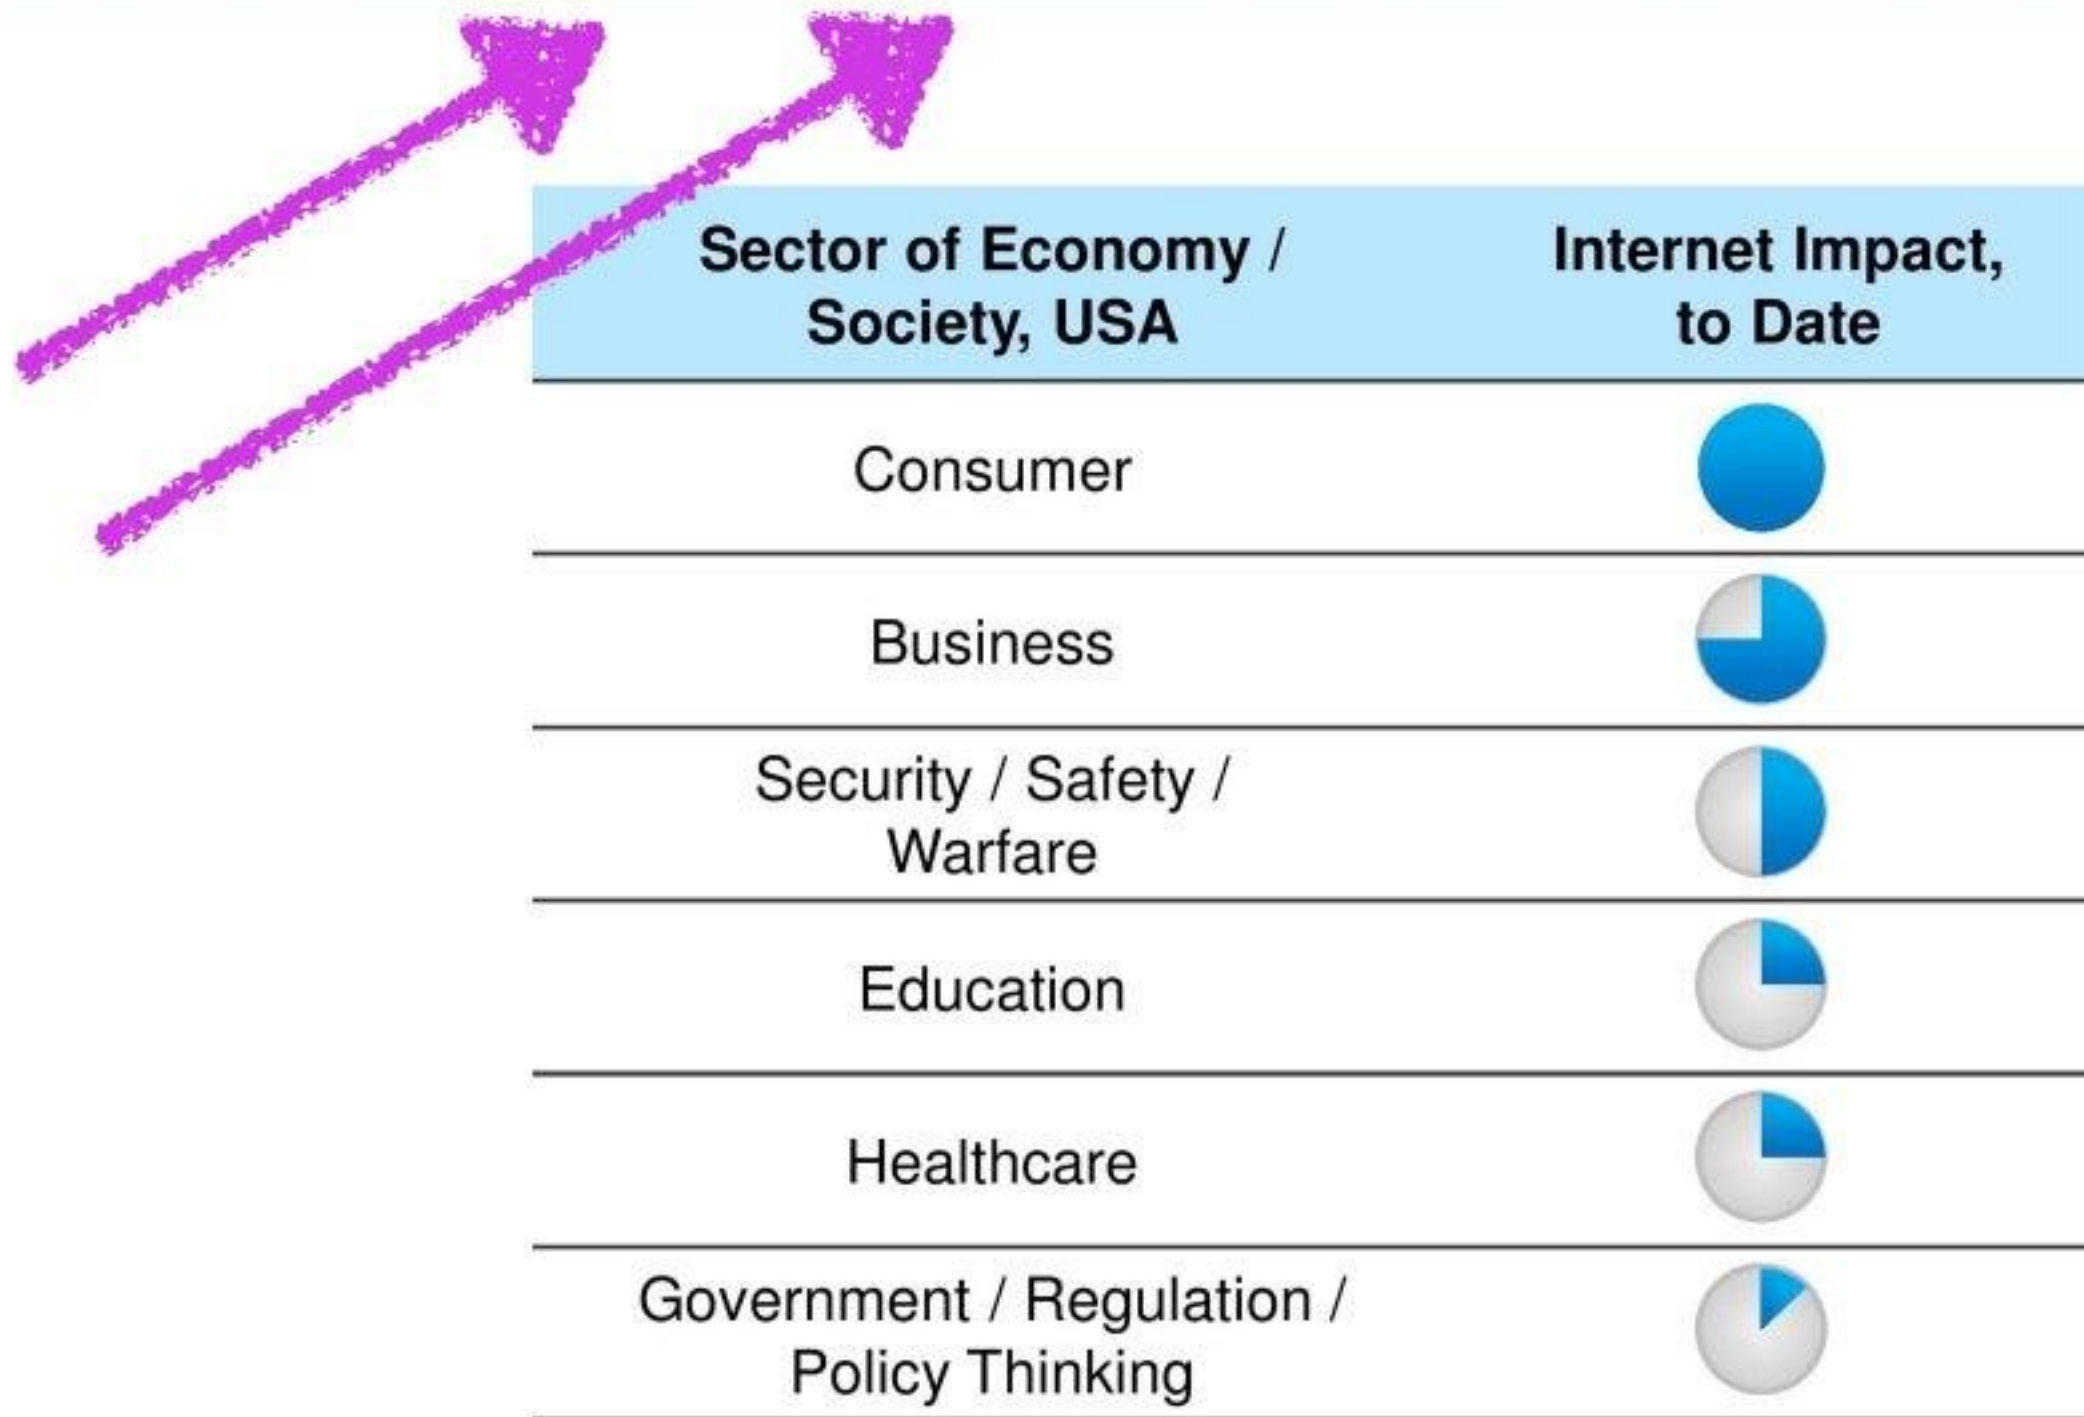 Sector of Economy /
Society, USA
Internet Impact,
to Date
Consumer
Business
Security / Safety /
Warfare
Education
Healthcare
Government / Regulation /
Policy Thinking